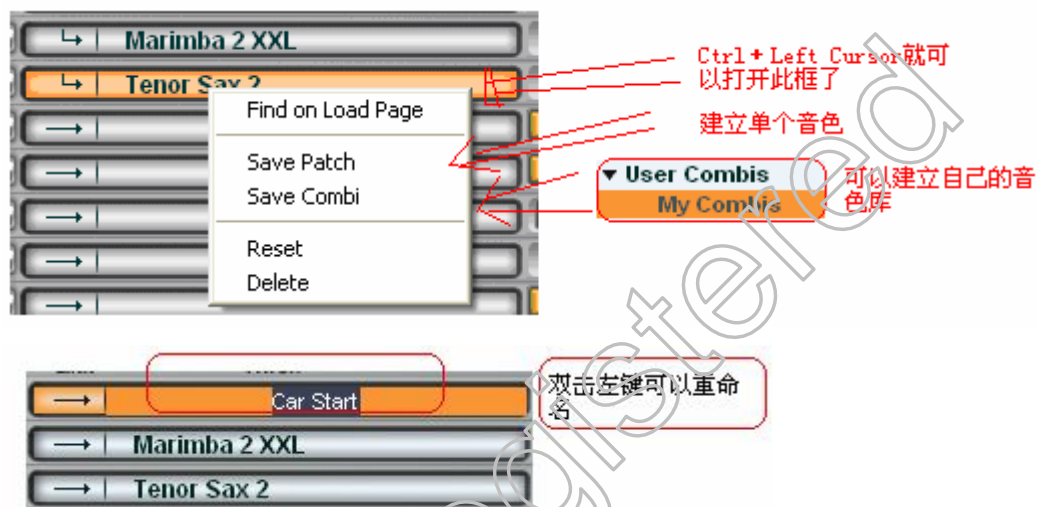 Marimba 2 XXL
Tenor Sax 2
Find on Load Page
Save Patch
Save Combi
Reset
Delete
Ctrl+Left Cursor就可
以打开此框了
建立单个音色
User Combis
My Combis
可以建立自己的音
色库
Car Start
双击左键可以重命
名
Marimba 2 XXL
Tenor Sax 2